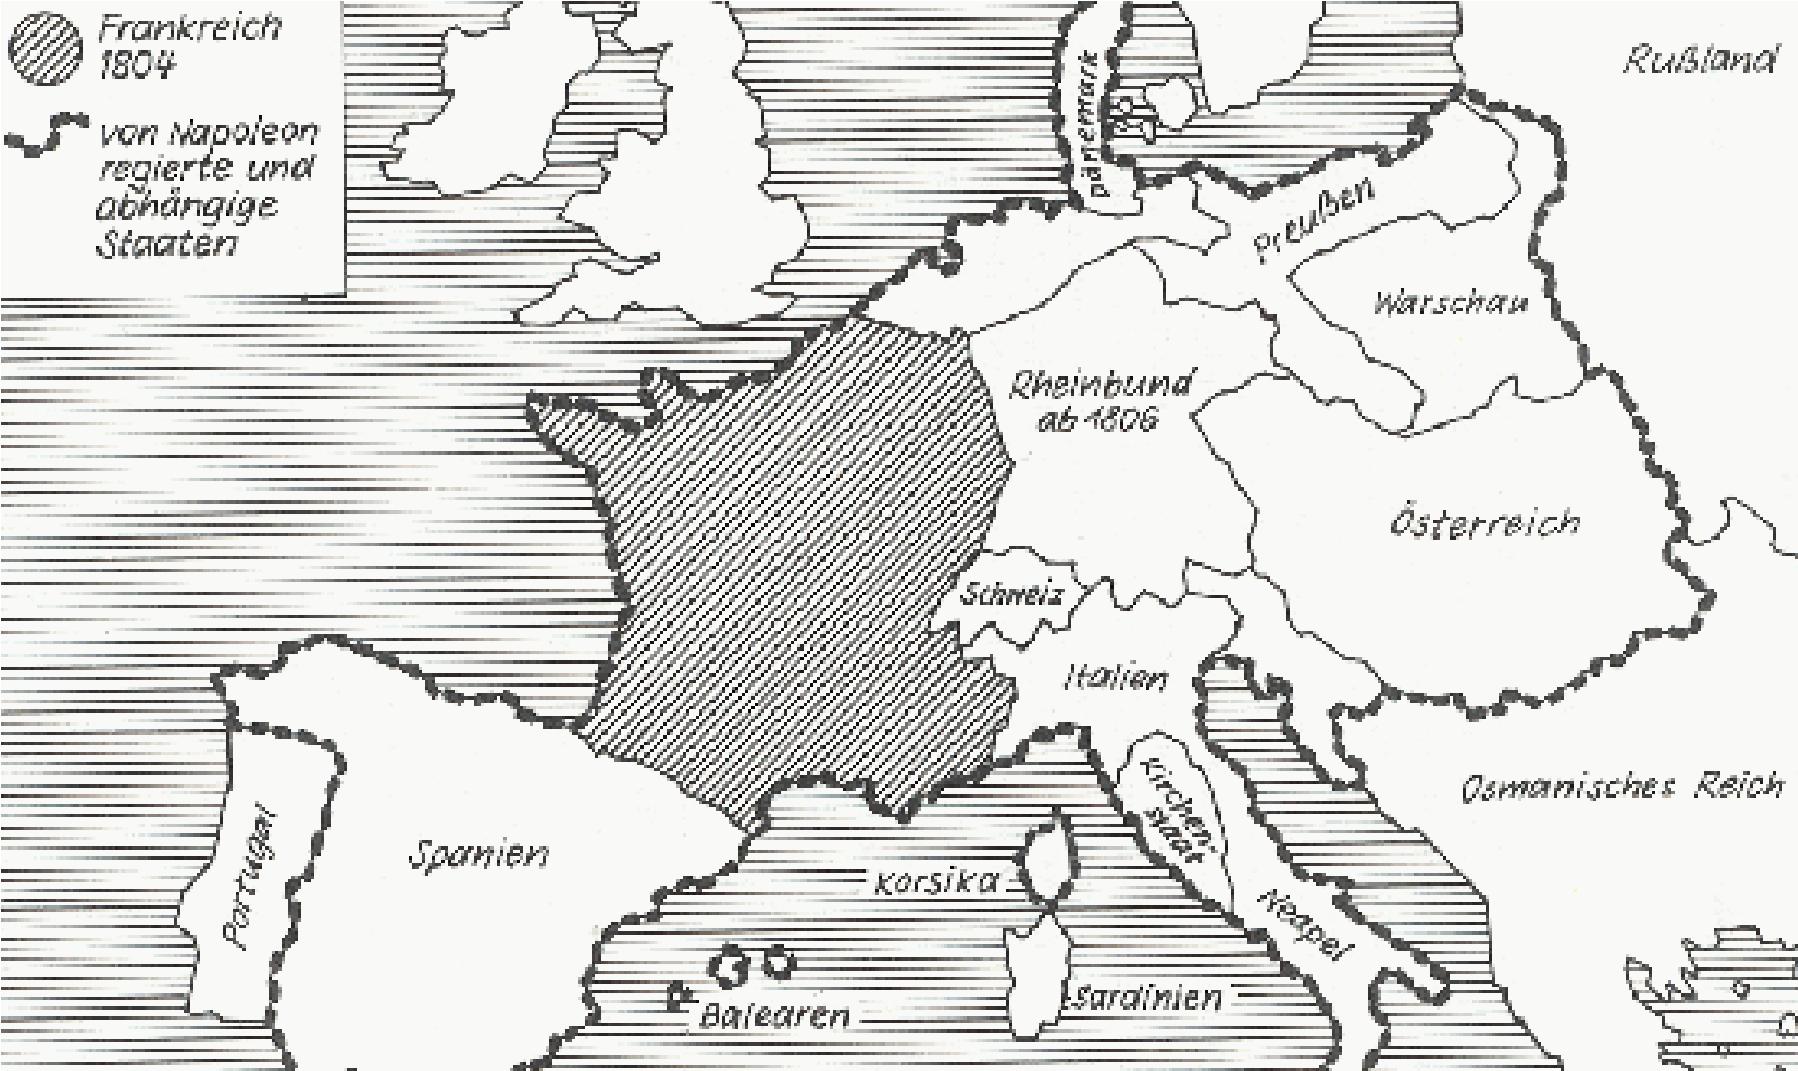 Frankreich
1804
von Napoleon
regierte und
abhängige
Staaten
Rußland
Dänemark
Preußen
Warschau
Rheinbund
ab 1806
Österreich
Schweiz
Italien
Osmanisches Reich
Kirchen-
staat
Portugal
Spanien
Korsika
Neapel
Balearen
Sardinien